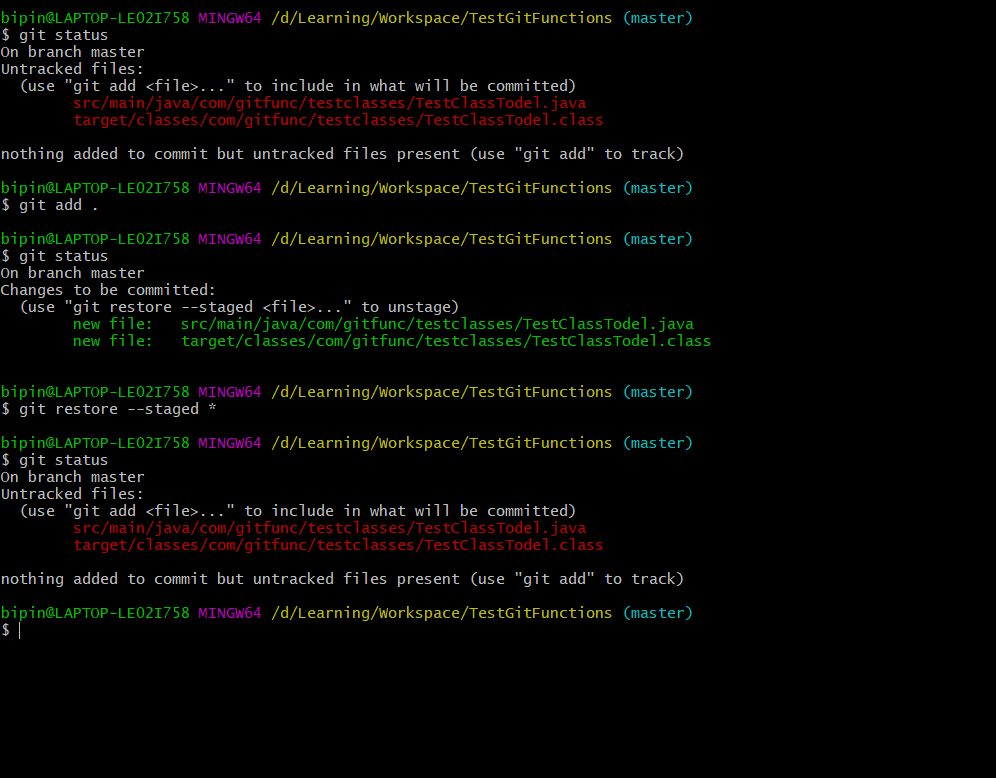 bipin@LAPTOP-LE02I758 MINGW64 /d/Learning/Workspace/TestGitFunctions (master)
$ git status
On branch master
Untracked files:
  (use "git add <file>..." to include in what will be committed)
        src/main/java/com/gitfunc/testclasses/TestClassTodel.java
        target/classes/com/gitfunc/testclasses/TestClassTodel.class

nothing added to commit but untracked files present (use "git add" to track)

bipin@LAPTOP-LE02I758 MINGW64 /d/Learning/Workspace/TestGitFunctions (master)
$ git add .

bipin@LAPTOP-LE02I758 MINGW64 /d/Learning/Workspace/TestGitFunctions (master)
$ git status
On branch master
Changes to be committed:
  (use "git restore --staged <file>..." to unstage)
        new file:   src/main/java/com/gitfunc/testclasses/TestClassTodel.java
        new file:   target/classes/com/gitfunc/testclasses/TestClassTodel.class

bipin@LAPTOP-LE02I758 MINGW64 /d/Learning/Workspace/TestGitFunctions (master)
$ git restore --staged *

bipin@LAPTOP-LE02I758 MINGW64 /d/Learning/Workspace/TestGitFunctions (master)
$ git status
On branch master
Untracked files:
  (use "git add <file>..." to include in what will be committed)
        src/main/java/com/gitfunc/testclasses/TestClassTodel.java
        target/classes/com/gitfunc/testclasses/TestClassTodel.class

nothing added to commit but untracked files present (use "git add" to track)

bipin@LAPTOP-LE02I758 MINGW64 /d/Learning/Workspace/TestGitFunctions (master)
$